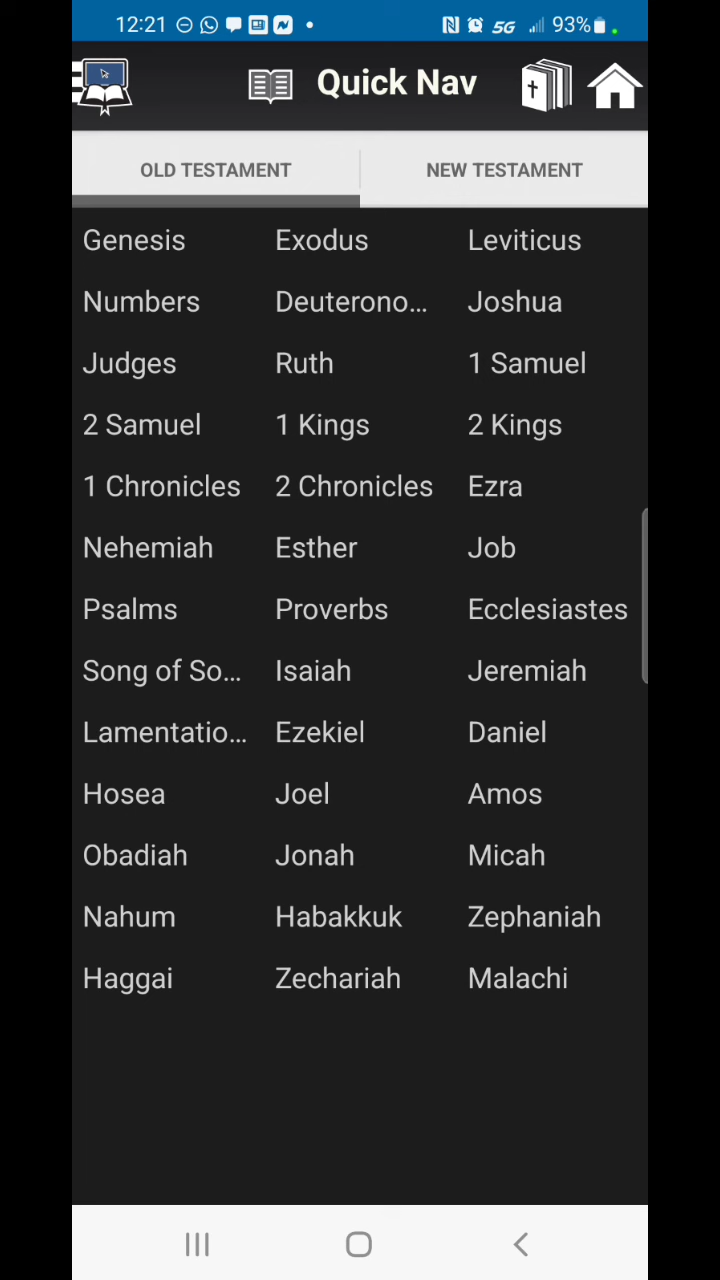 12:21 5G 93%
Quick Nav
OLD TESTAMENT NEW TESTAMENT
Genesis Exodus Leviticus
Numbers Deuterono... Joshua
Judges Ruth 1 Samuel
2 Samuel 1 Kings 2 Kings
1 Chronicles 2 Chronicles Ezra
Nehemiah Esther Job
Psalms Proverbs Ecclesiastes
Song of So... Isaiah Jeremiah
Lamentatio... Ezekiel Daniel
Hosea Joel Amos
Obadiah Jonah Micah
Nahum Habakkuk Zephaniah
Haggai Zechariah Malachi